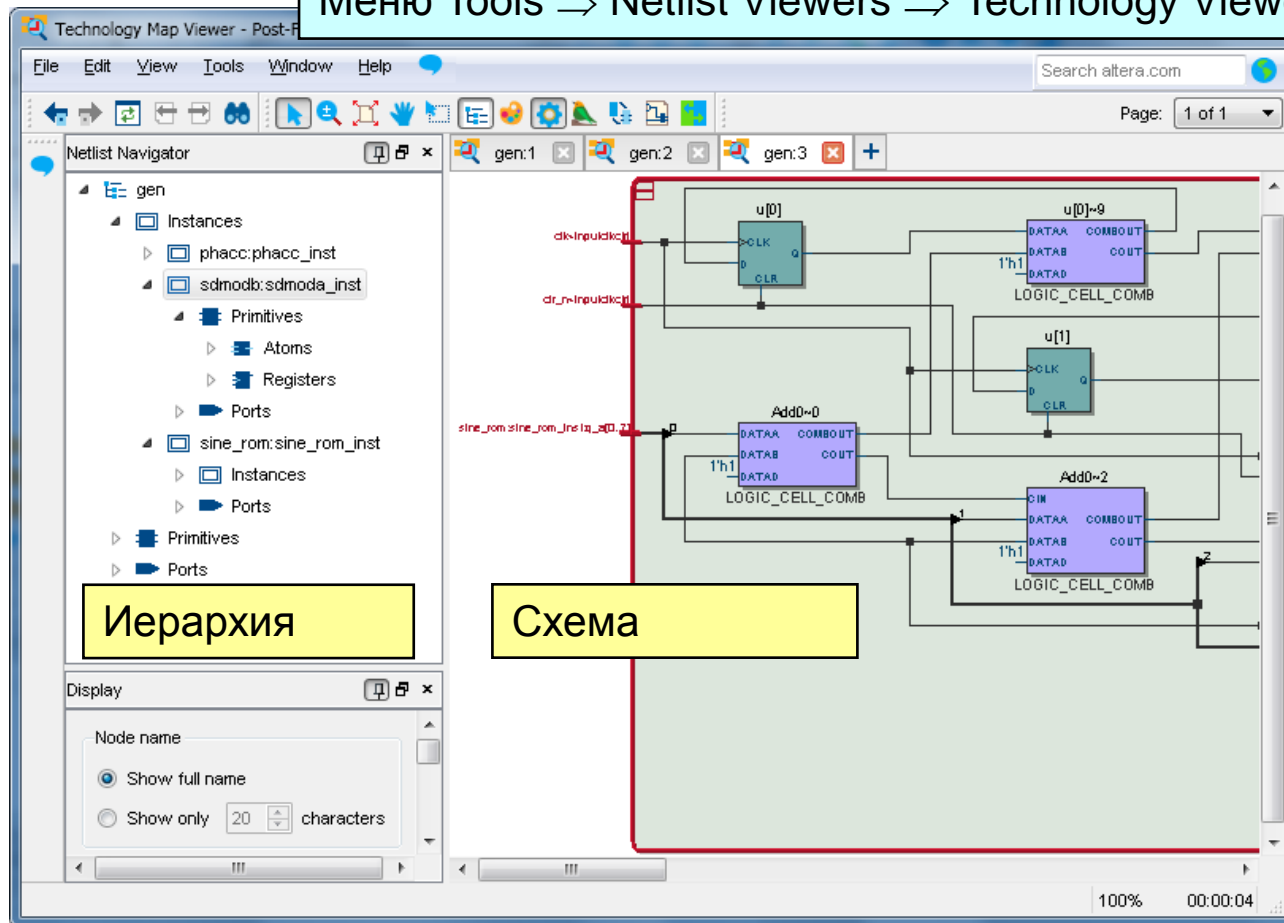 Меню Tools ⇒ Netlist Viewers ⇒ Technology View
Technology Map Viewer - Post-F
File Edit View Tools Window Help
Search altera.com
Page: 1 of 1
Netlist Navigator
gen:1 gen:2 gen:3
gen
Instances
phacc:phacc_inst
sdmodb:sdmoda_inst
Primitives
Atoms
Registers
Ports
sine_rom:sine_rom_inst
Instances
Ports
Primitives
Ports
Иерархия
Display
Node name
Show full name
Show only 20 characters
u[0]
>CLK
Q
D
CLR
u[0]~9
DATAA COMBOUT
DATAB COUT
1'h1
DATAD
LOGIC_CELL_COMB
u[1]
>CLK
Q
D
CLR
0
Add0~0
DATAA COMBOUT
DATAB COUT
1'h1
DATAD
LOGIC_CELL_COMB
Add0~2
CIN
1
DATAA COMBOUT
DATAB COUT
1'h1
DATAD
2
LOGIC_CELL_COMB
Схема
100% 00:00:04